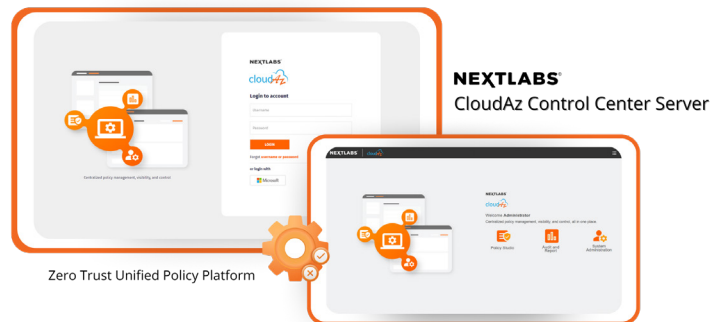 NEXTLABS
cloudaz
Login to account
Username
Password
LOGIN
Forgot username or password
or login with
Microsoft
Centralized policy management, visibility, and control
Zero Trust Unified Policy Platform
NEXTLABS®
CloudAz Control Center Server
NEXTLABS cloudaz
NEXTLABS
cloudaz
Welcome Administrator
Centralized policy management, visibility, and control, all in one place.
Policy Studio
Audit and
Report
System
Administration